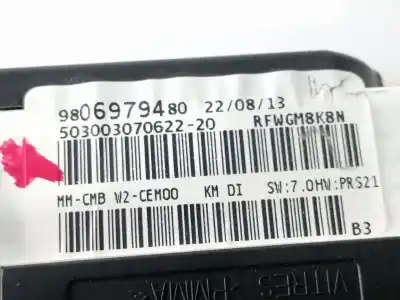 9806979480 22/08/13
503003070622-20 RFWGM8K8N
MM-CMB W2-CEM00 KM DI SW:7.0HW:PRS21
B3
VITRES PMMA